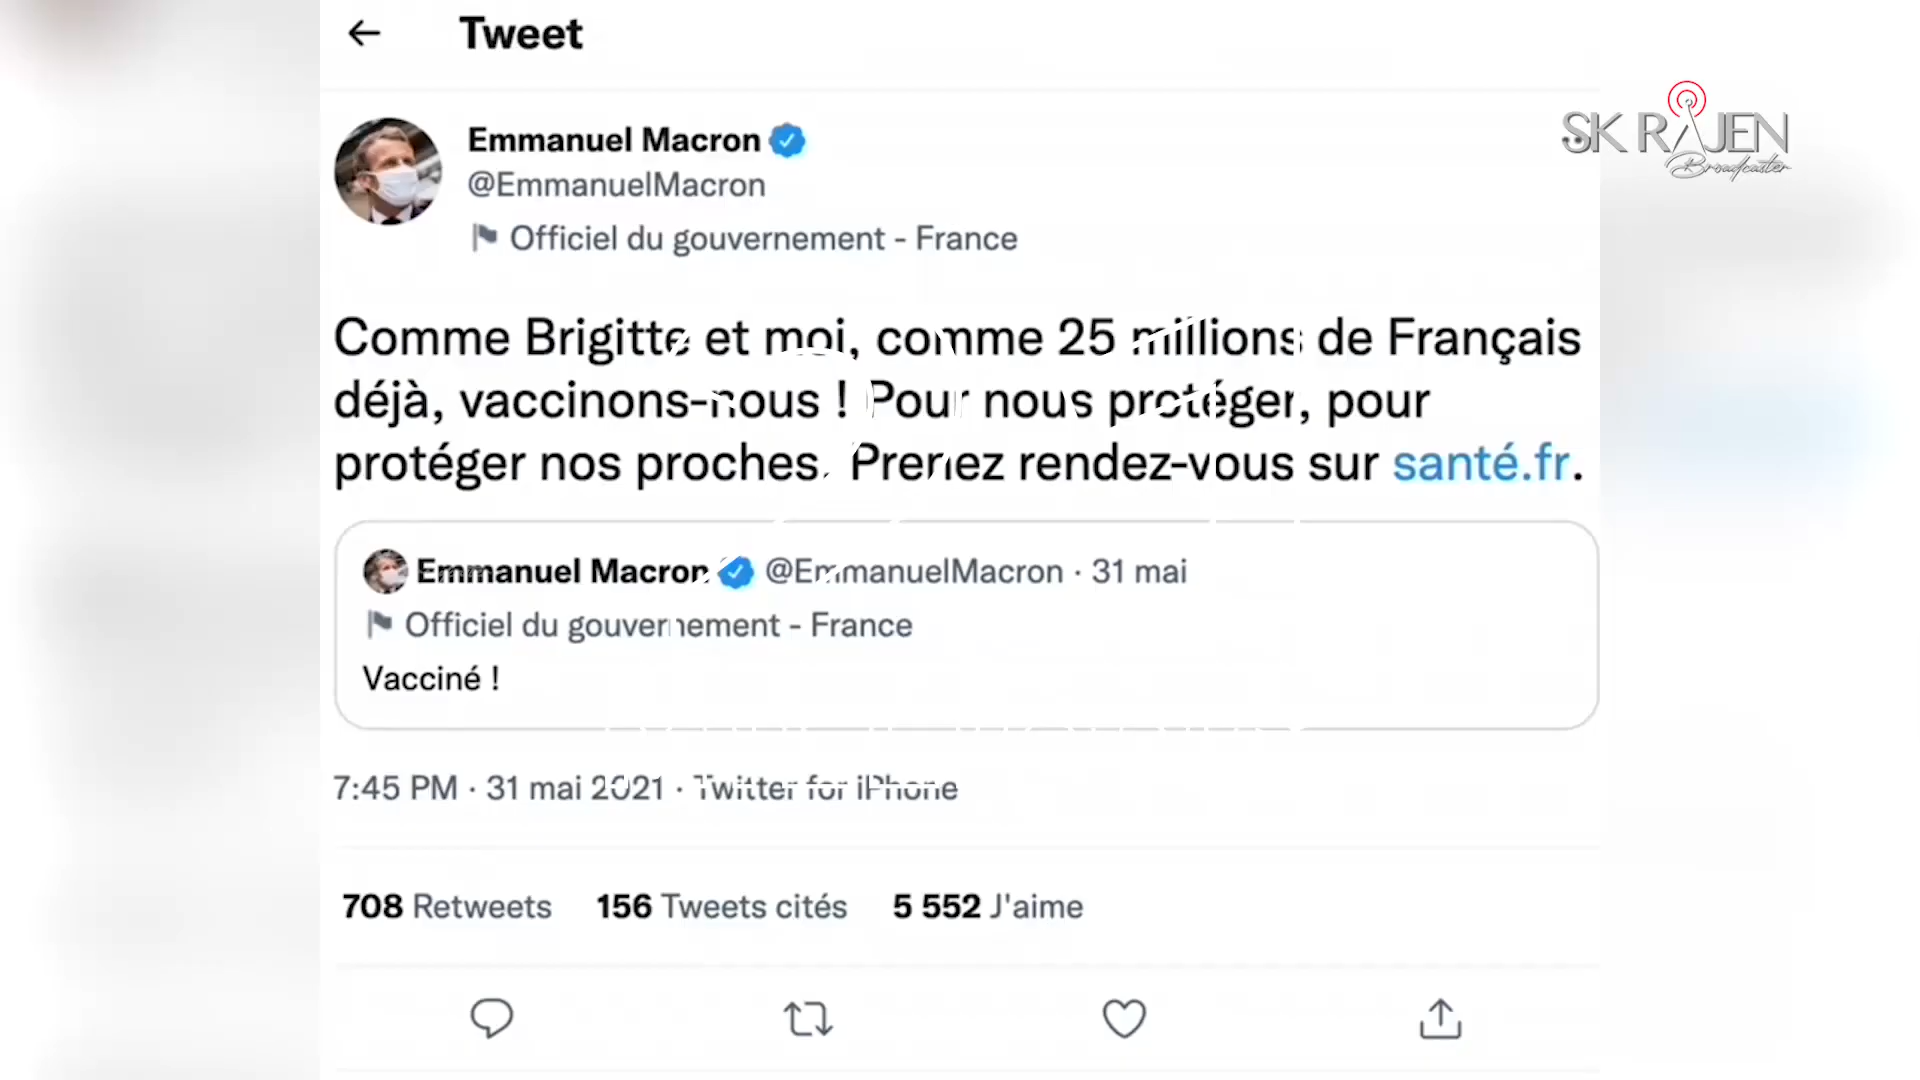 Tweet
Emmanuel Macron
@EmmanuelMacron
Officiel du gouvernement - France
SK RAJEN
Broadcaster
Comme Brigitte et moi, comme 25 millions de Français
déjà, vaccinons-nous ! Pour nous protéger, pour
protéger nos proches. Prenez rendez-vous sur santé.fr.
Emmanuel Macron @EmmanuelMacron · 31 mai
Officiel du gouvernement - France
Vacciné !
7:45 PM · 31 mai 2021 · Twitter for iPhone
708 Retweets 156 Tweets cités 5 552 J'aime